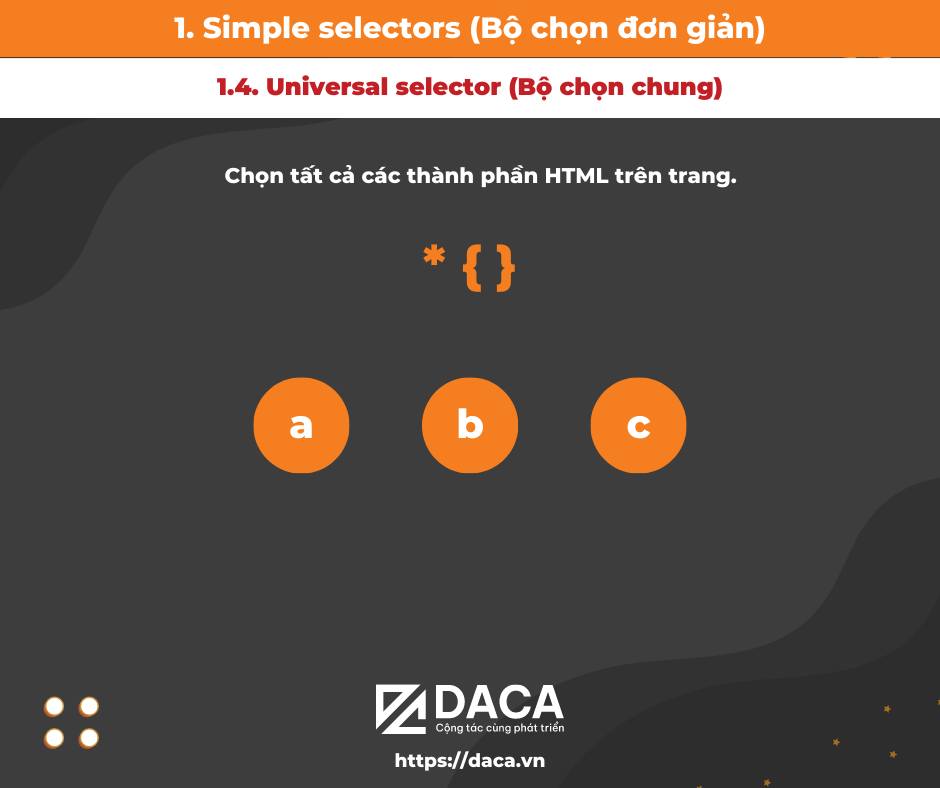 1. Simple selectors (Bộ chọn đơn giản)
1.4. Universal selector (Bộ chọn chung)
Chọn tất cả các thành phần HTML trên trang.
* { }
a b c
DACA
Cộng tác cùng phát triển
https://daca.vn